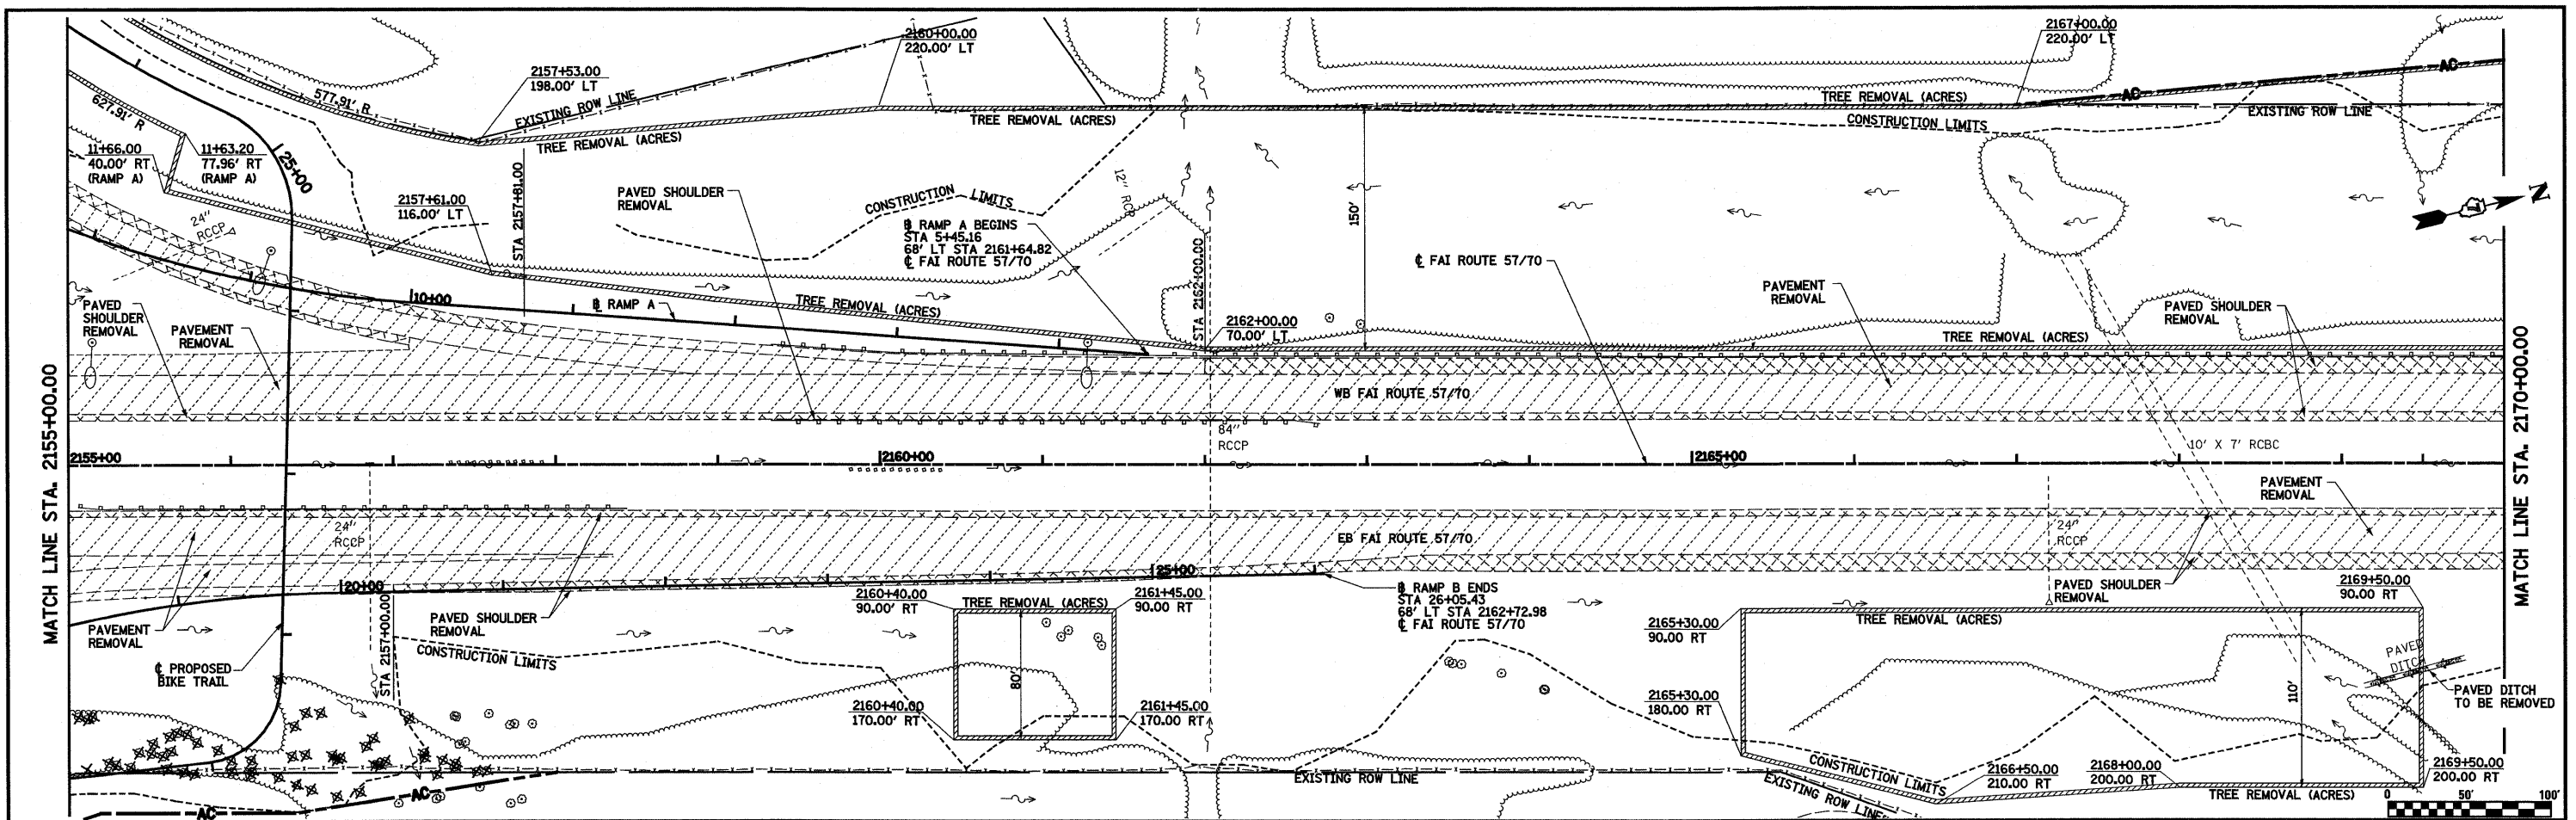 MATCH LINE STA. 2155+00.00
2160+00.00
220.00' LT
2167+00.00
220.00' LT
2157+53.00
198.00' LT
EXISTING ROW LINE
577.91' R
627.91' R
TREE REMOVAL (ACRES)
TREE REMOVAL (ACRES)
TREE REMOVAL (ACRES)
AC
AC
EXISTING ROW LINE
CONSTRUCTION LIMITS
11+66.00
40.00' RT
(RAMP A)
11+63.20
77.96' RT
(RAMP A)
25+00
24"
RCCP
2157+61.00
116.00' LT
STA 2157+81.00
PAVED SHOULDER
REMOVAL
CONSTRUCTION LIMITS
12" RCP
150'
N
₿ RAMP A BEGINS
STA 5+45.16
68' LT STA 2161+64.82
℄ FAI ROUTE 57/70
STA 2162+00.00
℄ FAI ROUTE 57/70
PAVEMENT
REMOVAL
PAVED SHOULDER
REMOVAL
PAVED
SHOULDER
REMOVAL
PAVEMENT
REMOVAL
10+00
₿ RAMP A
TREE REMOVAL (ACRES)
2162+00.00
70.00' LT
TREE REMOVAL (ACRES)
WB FAI ROUTE 57/70
84"
RCCP
10' X 7' RCBC
2155+00
2160+00
2165+00
PAVEMENT
REMOVAL
24"
RCCP
EB FAI ROUTE 57/70
24"
RCCP
20+00
25+00
PAVEMENT
REMOVAL
PAVED SHOULDER
REMOVAL
STA 2157+00.00
℄ PROPOSED
BIKE TRAIL
CONSTRUCTION LIMITS
2160+40.00
90.00' RT
TREE REMOVAL (ACRES)
2161+45.00
90.00 RT
80'
2160+40.00
170.00' RT
2161+45.00
170.00 RT
₿ RAMP B ENDS
STA 26+05.43
68' LT STA 2162+72.98
℄ FAI ROUTE 57/70
2165+30.00
90.00 RT
2165+30.00
180.00 RT
PAVED SHOULDER
REMOVAL
2169+50.00
90.00 RT
TREE REMOVAL (ACRES)
110'
PAVED
DITCH
PAVED DITCH
TO BE REMOVED
EXISTING ROW LINE
CONSTRUCTION LIMITS
EXISTING ROW LINE
2166+50.00
210.00 RT
2168+00.00
200.00 RT
2169+50.00
200.00 RT
TREE REMOVAL (ACRES)
AC
AC
0 50' 100'
MATCH LINE STA. 2170+00.00